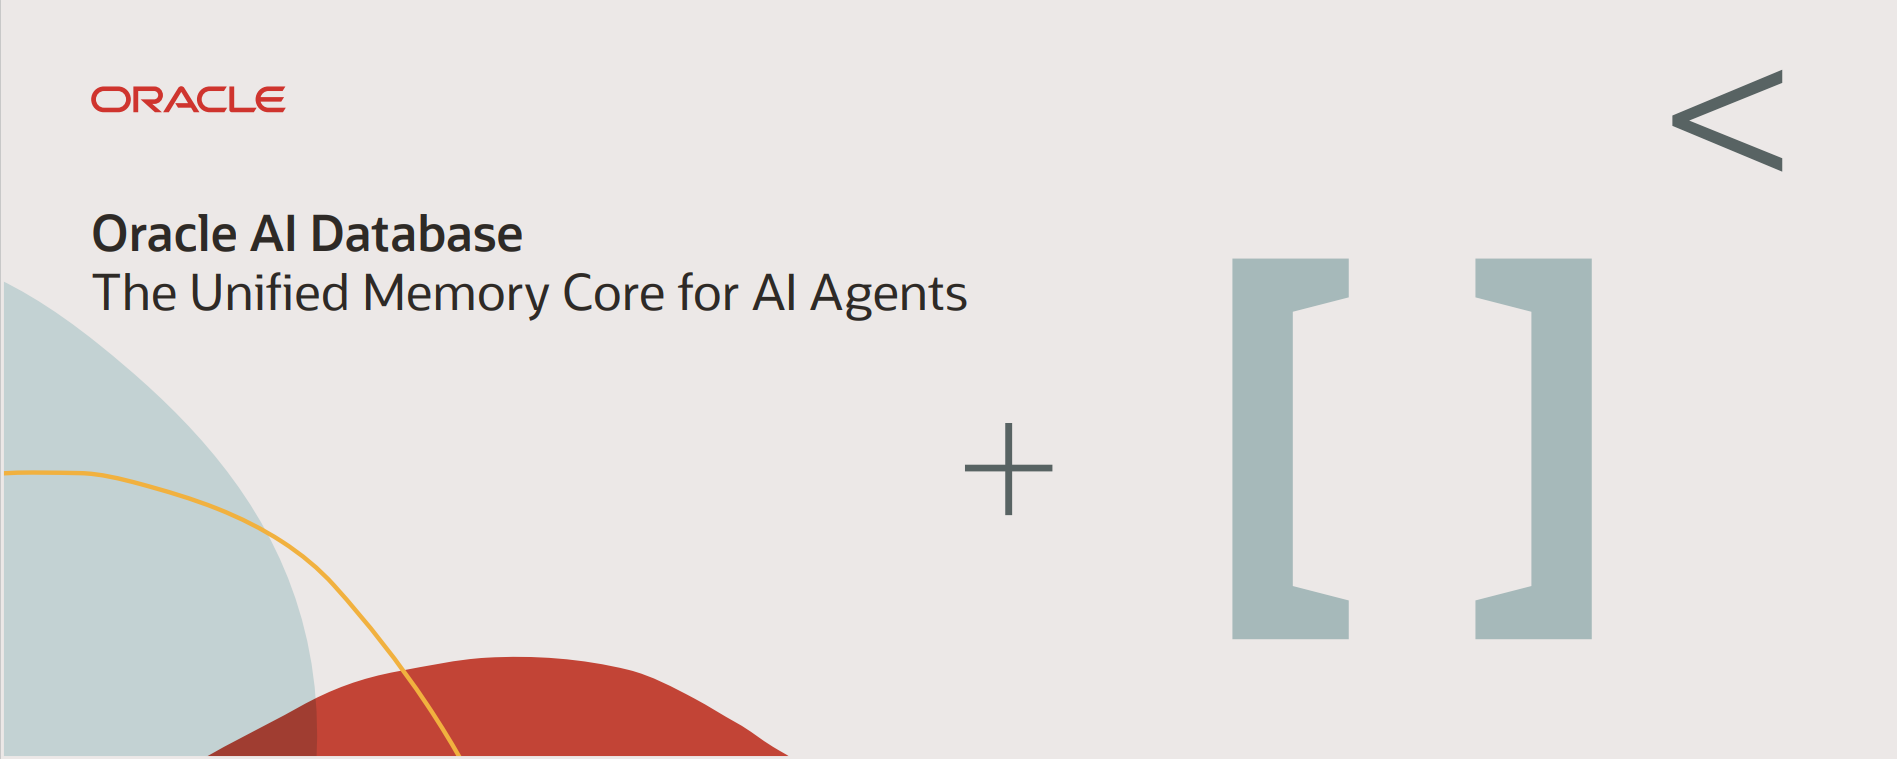 ORACLE
Oracle AI Database
The Unified Memory Core for AI Agents
<
+
[ ]